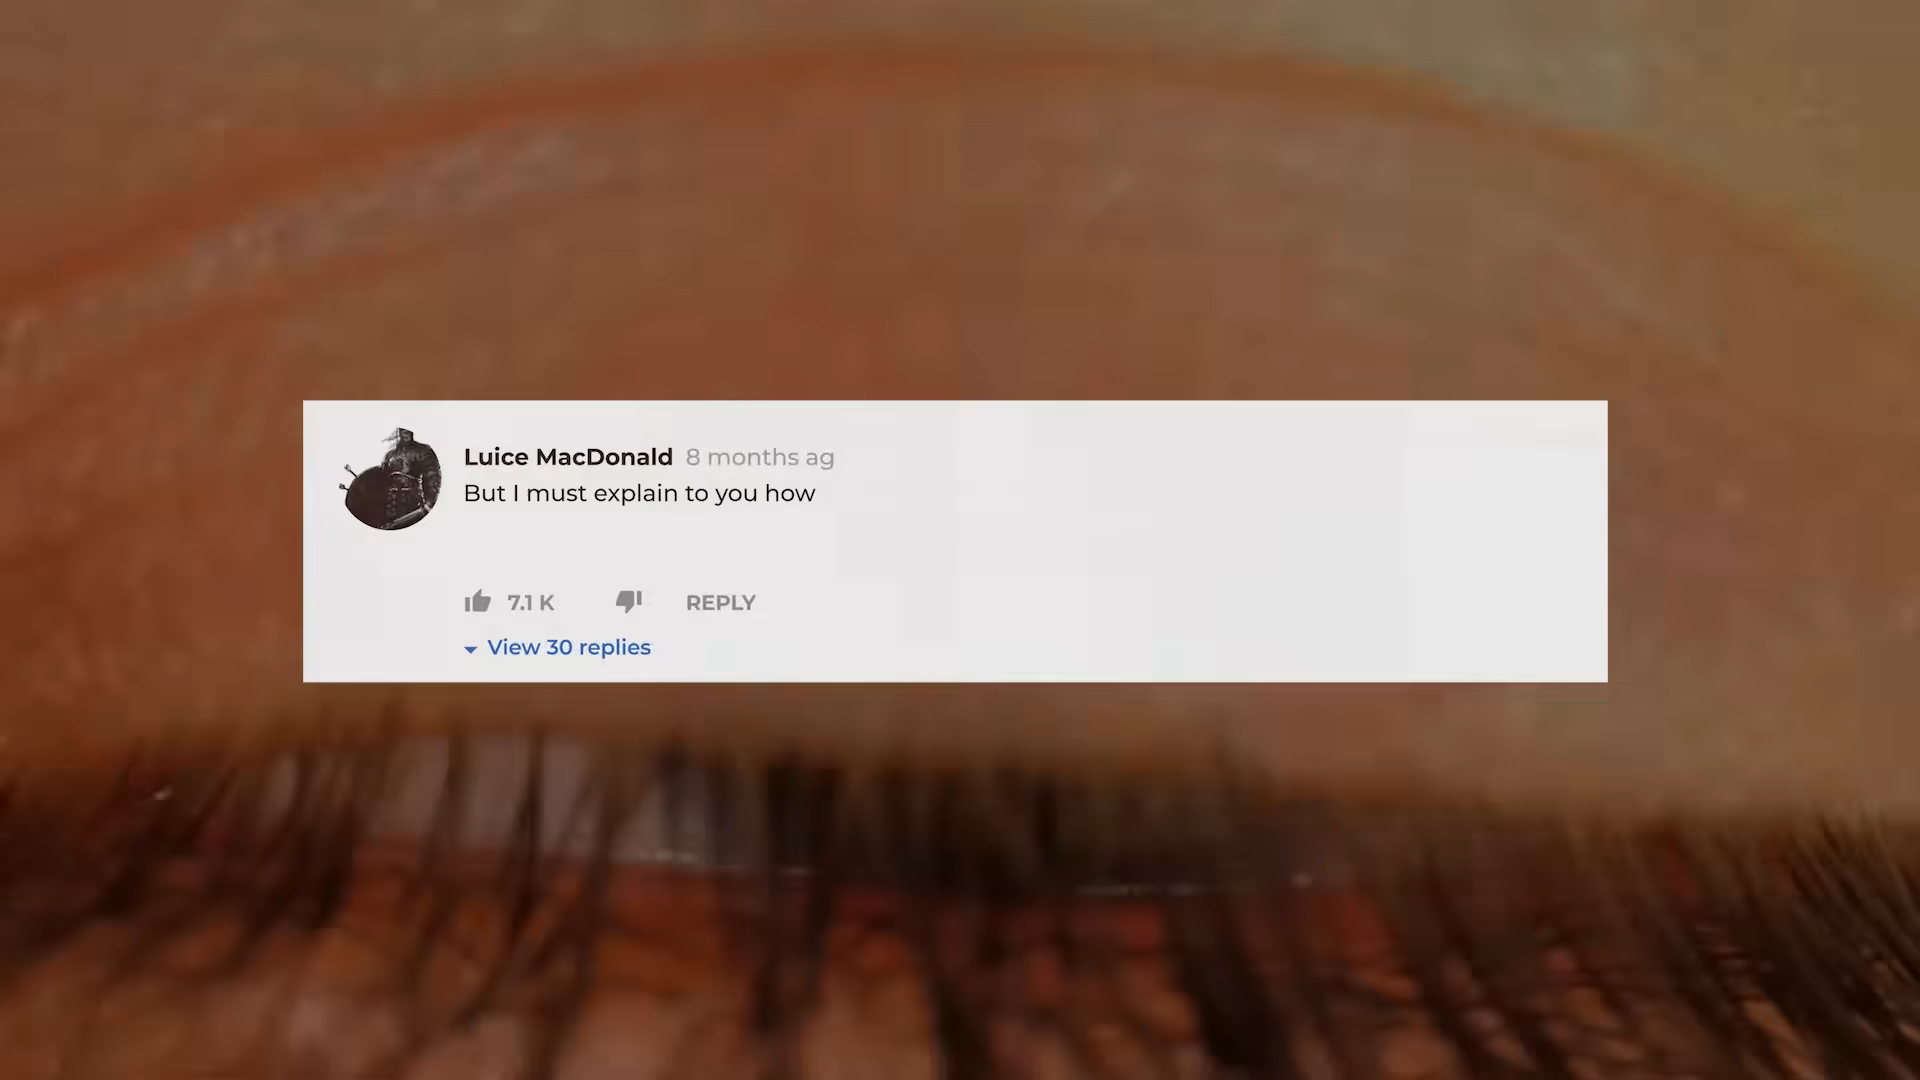 Luice MacDonald 8 months ag
But I must explain to you how
7.1 K REPLY
View 30 replies